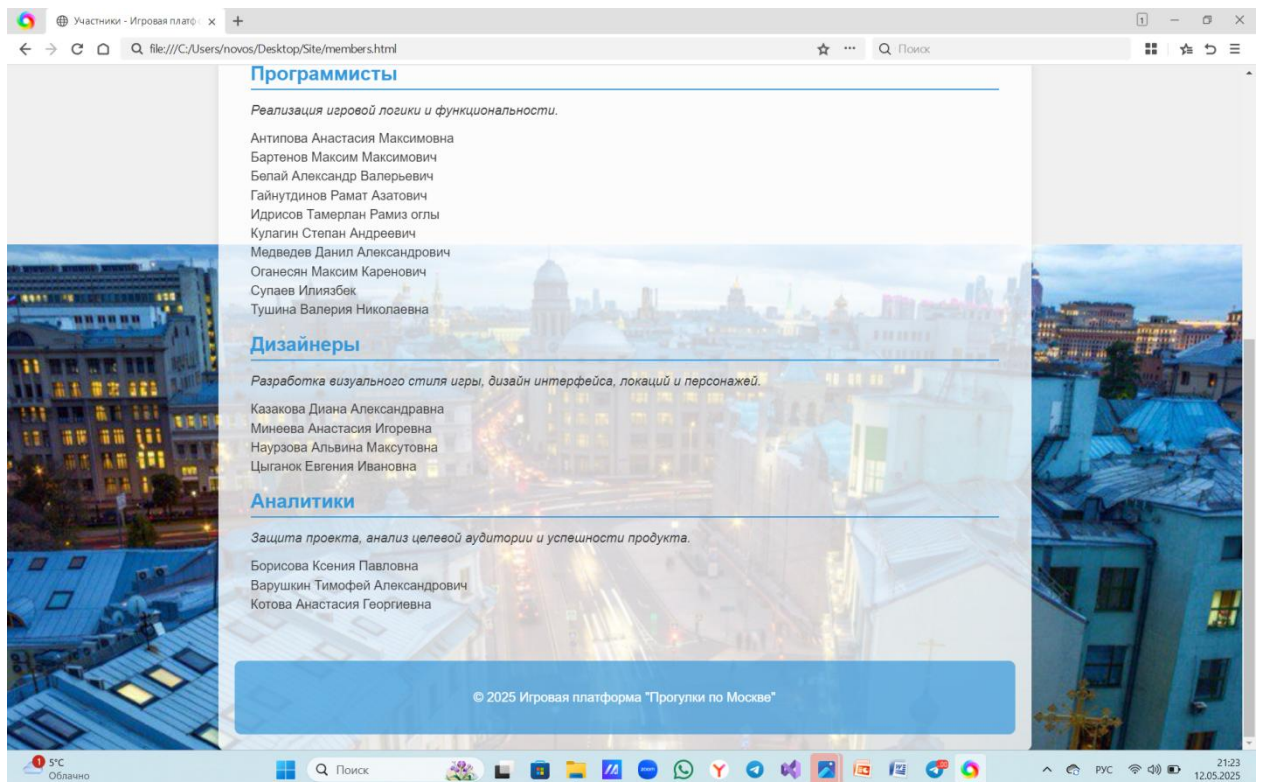 Участники - Игровая платф
file:///C:/Users/novos/Desktop/Site/members.html
Поиск
Программисты
Реализация игровой логики и функциональности.
Антипова Анастасия Максимовна
Бартенов Максим Максимович
Белай Александр Валерьевич
Гайнутдинов Рамат Азатович
Идрисов Тамерлан Рамиз оглы
Кулагин Степан Андреевич
Медведев Данил Александрович
Оганесян Максим Каренович
Супаев Илиязбек
Тушина Валерия Николаевна
Дизайнеры
Разработка визуального стиля игры, дизайн интерфейса, локаций и персонажей.
Казакова Диана Александравна
Минеева Анастасия Игоревна
Наурзова Альвина Максутовна
Цыганок Евгения Ивановна
Аналитики
Защита проекта, анализ целевой аудитории и успешности продукта.
Борисова Ксения Павловна
Варушкин Тимофей Александрович
Котова Анастасия Георгиевна
© 2025 Игровая платформа "Прогулки по Москве"
5°C
Облачно
Поиск
РУС
21:23
12.05.2025